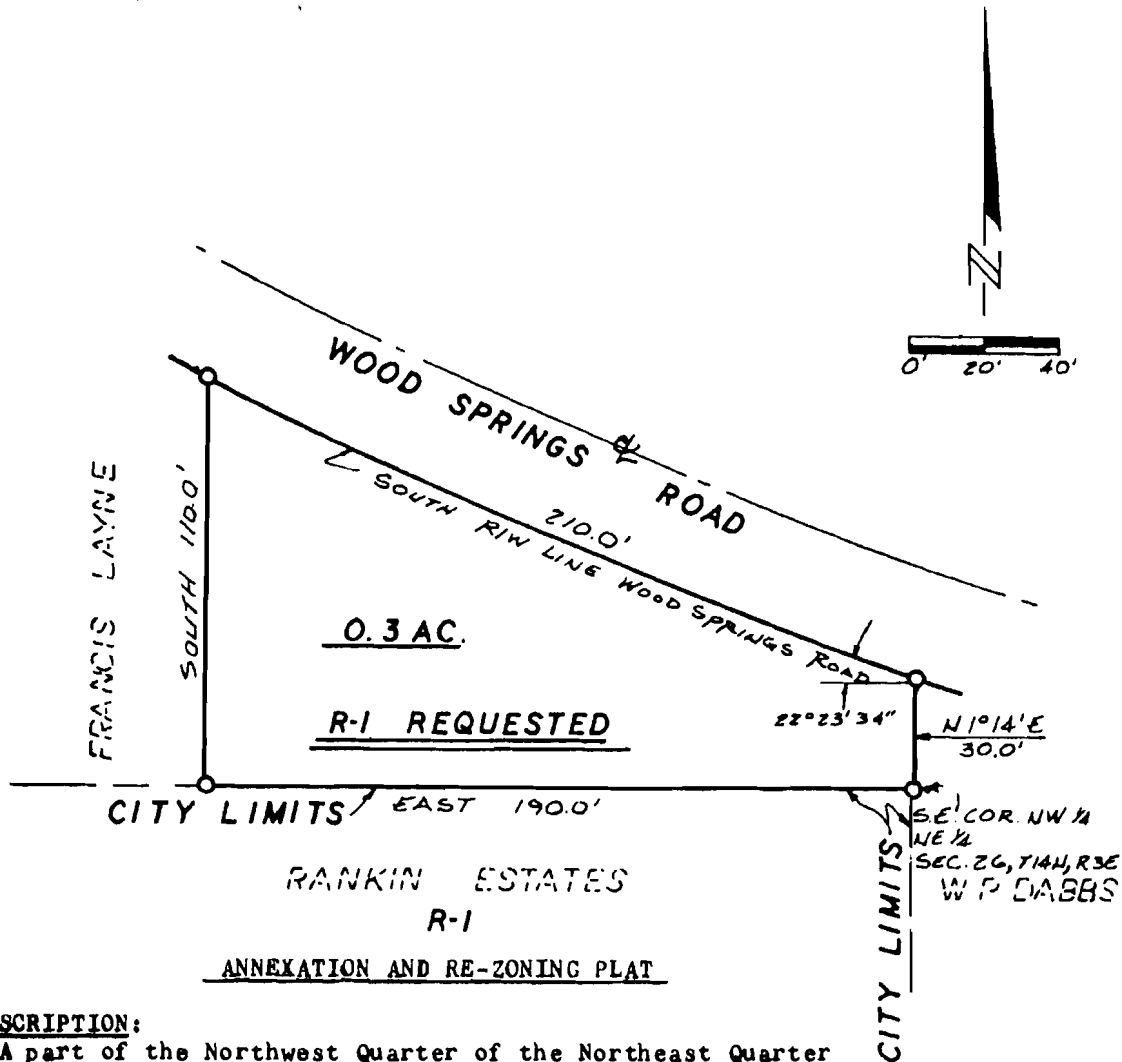 N
0' 20' 40'
WOOD SPRINGS ROAD
210.0'
SOUTH R/W LINE WOOD SPRINGS ROAD
FRANCIS LAYNE
SOUTH 110.0'
0.3 AC.
R-1 REQUESTED
22°23'34"
N 1°14' E
30.0'
CITY LIMITS
EAST 190.0'
S.E. COR. NW ¼
NE ¼
SEC. 26, T14N, R3E
W P DABBS
CITY LIMITS
RANKIN ESTATES
R-1
ANNEXATION AND RE-ZONING PLAT
SCRIPTION:
A part of the Northwest Quarter of the Northeast Quarter